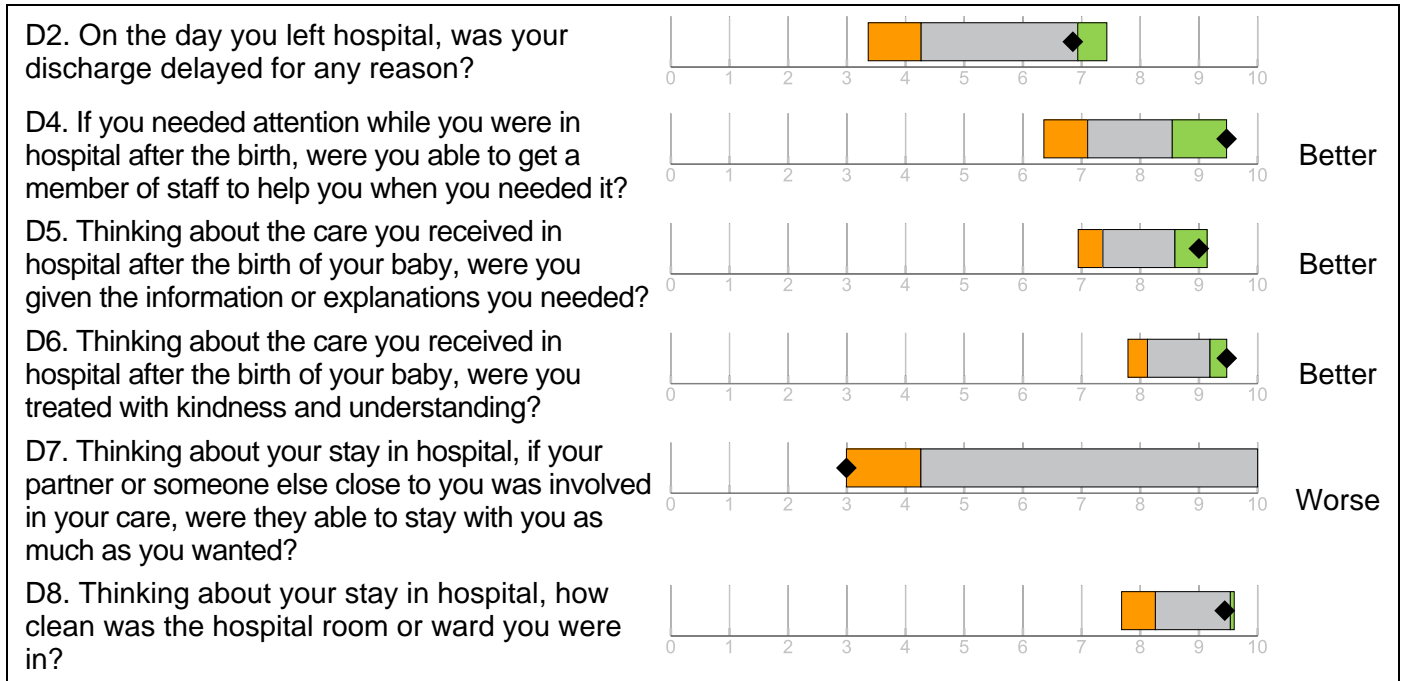 D2. On the day you left hospital, was your
discharge delayed for any reason?
0 1 2 3 4 5 6 7 8 9 10
D4. If you needed attention while you were in
hospital after the birth, were you able to get a
member of staff to help you when you needed it?
0 1 2 3 4 5 6 7 8 9 10
Better
D5. Thinking about the care you received in
hospital after the birth of your baby, were you
given the information or explanations you needed?
0 1 2 3 4 5 6 7 8 9 10
Better
D6. Thinking about the care you received in
hospital after the birth of your baby, were you
treated with kindness and understanding?
0 1 2 3 4 5 6 7 8 9 10
Better
D7. Thinking about your stay in hospital, if your
partner or someone else close to you was involved
in your care, were they able to stay with you as
much as you wanted?
0 1 2 3 4 5 6 7 8 9 10
Worse
D8. Thinking about your stay in hospital, how
clean was the hospital room or ward you were
in?
0 1 2 3 4 5 6 7 8 9 10